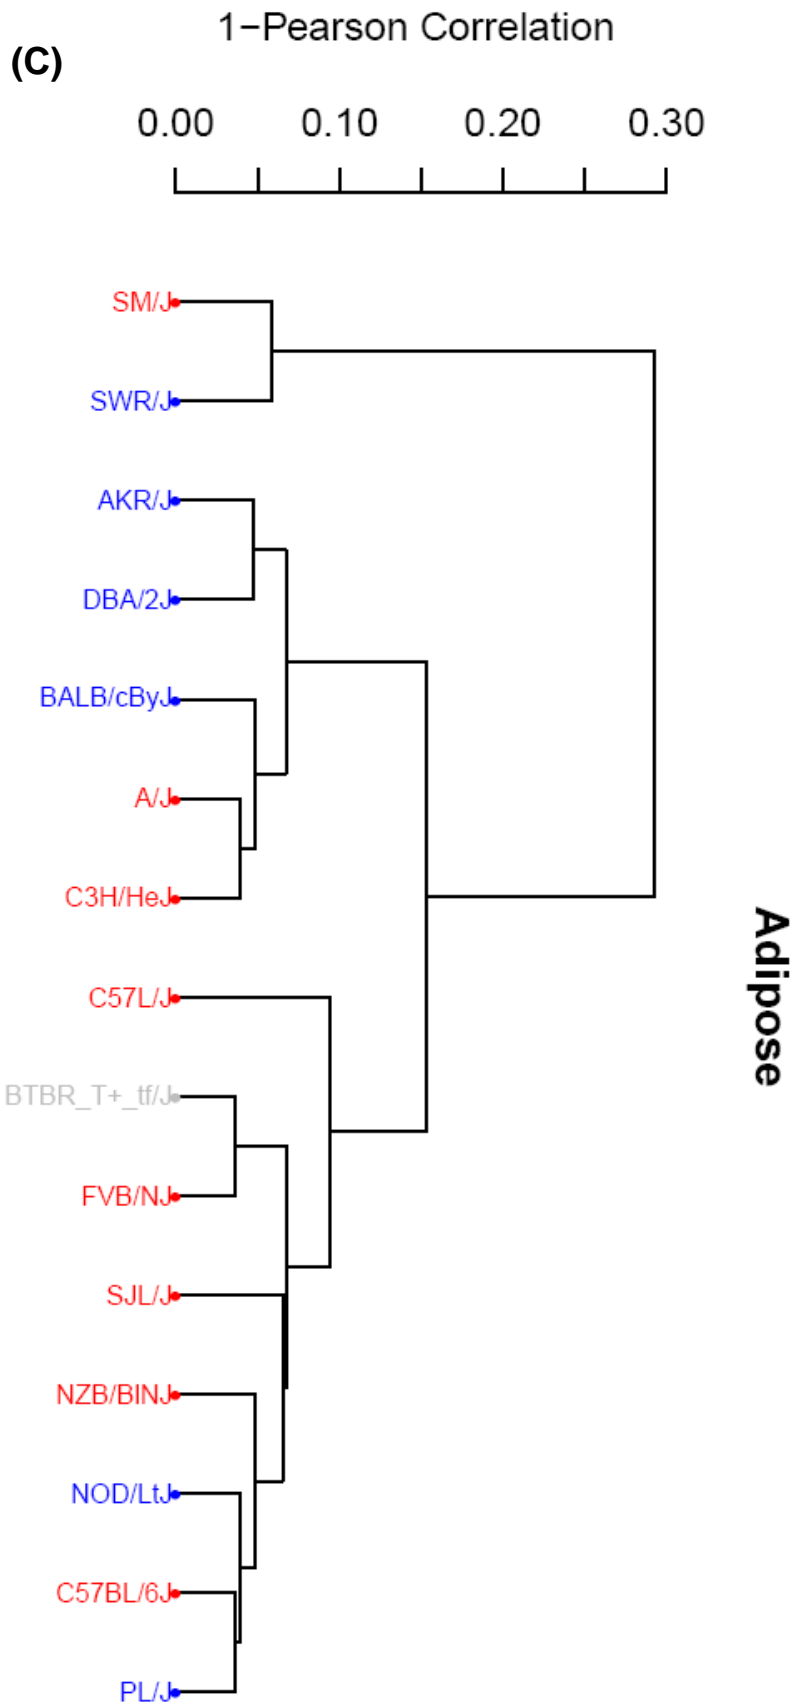 1−Pearson Correlation
(C)
0.00 0.10 0.20 0.30
SM/J
SWR/J
AKR/J
DBA/2J
BALB/cByJ
A/J
C3H/HeJ
C57L/J
BTBR_T+_tf/J
FVB/NJ
SJL/J
NZB/BINJ
NOD/LtJ
C57BL/6J
PL/J
Adipose